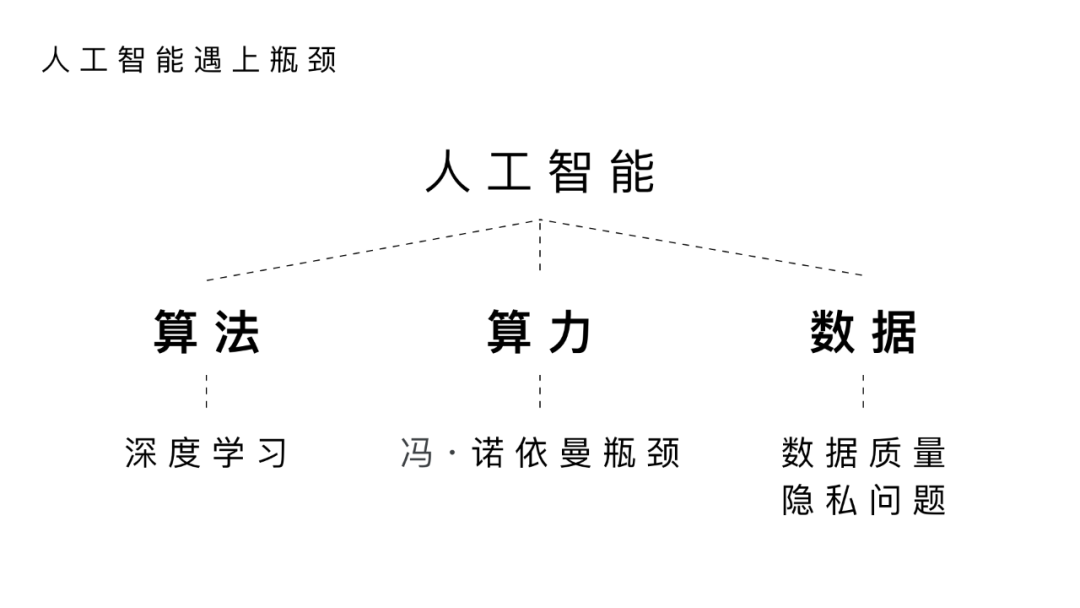 人工智能遇上瓶颈
人工智能
算法 算力 数据
深度学习 冯·诺依曼瓶颈 数据质量
隐私问题